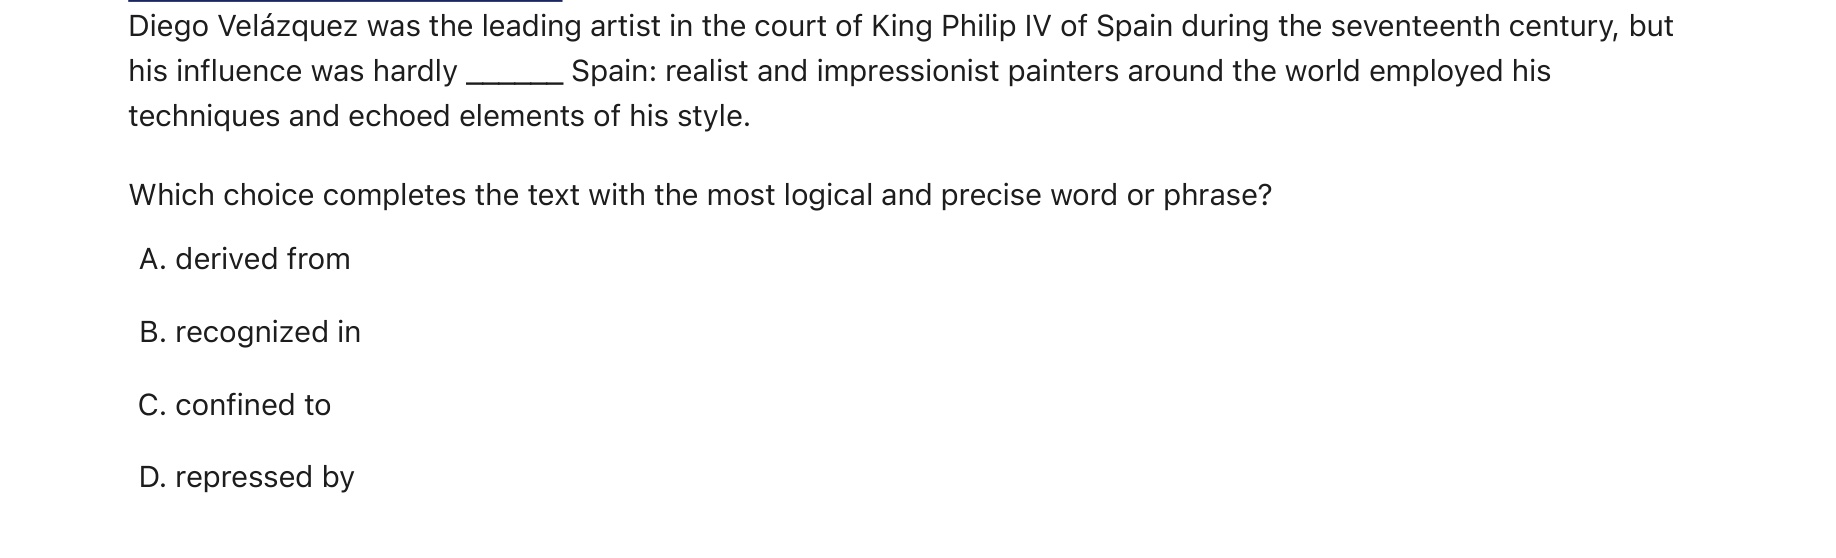 Diego Velázquez was the leading artist in the court of King Philip IV of Spain during the seventeenth century, but
his influence was hardly ______ Spain: realist and impressionist painters around the world employed his
techniques and echoed elements of his style.
Which choice completes the text with the most logical and precise word or phrase?
A. derived from
B. recognized in
C. confined to
D. repressed by